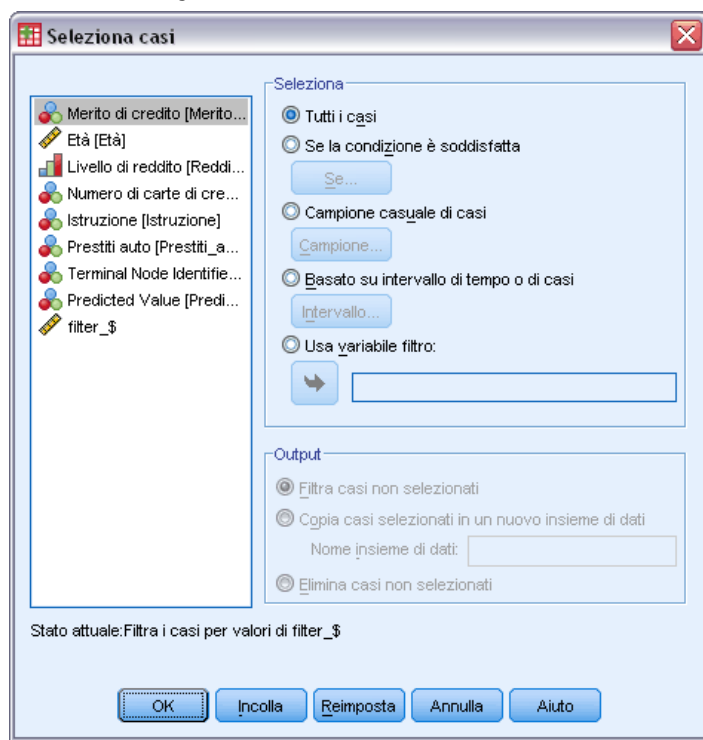 Seleziona casi
Merito di credito [Merito...
Età [Età]
Livello di reddito [Reddi...
Numero di carte di cre...
Istruzione [Istruzione]
Prestiti auto [Prestiti_a...
Terminal Node Identifie...
Predicted Value [Predi...
filter_$
Seleziona
Tutti i casi
Se la condizione è soddisfatta
Se...
Campione casuale di casi
Campione...
Basato su intervallo di tempo o di casi
Intervallo...
Usa variabile filtro:
Output
Filtra casi non selezionati
Copia casi selezionati in un nuovo insieme di dati
Nome insieme di dati:
Elimina casi non selezionati
Stato attuale:Filtra i casi per valori di filter_$
OK
Incolla
Reimposta
Annulla
Aiuto